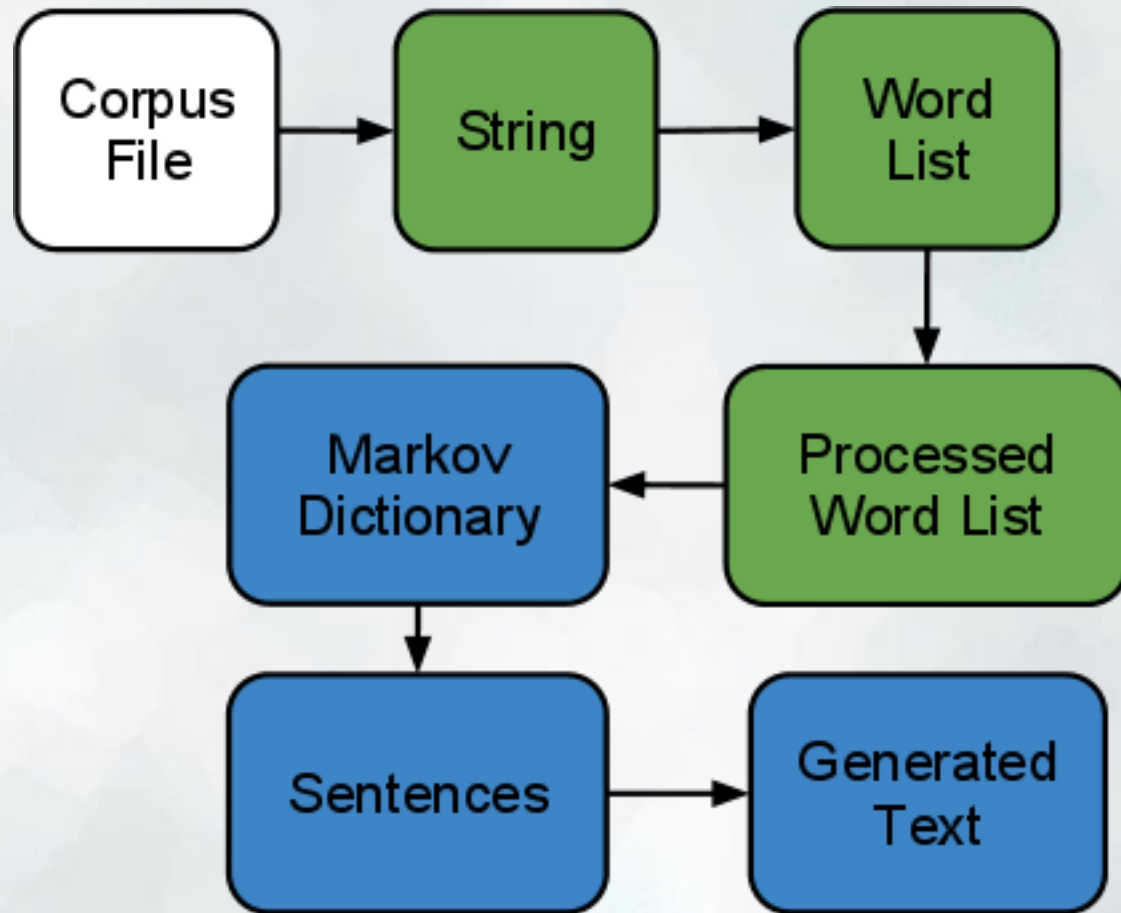 Corpus
File
String
Word
List
Processed
Word List
Markov
Dictionary
Sentences
Generated
Text